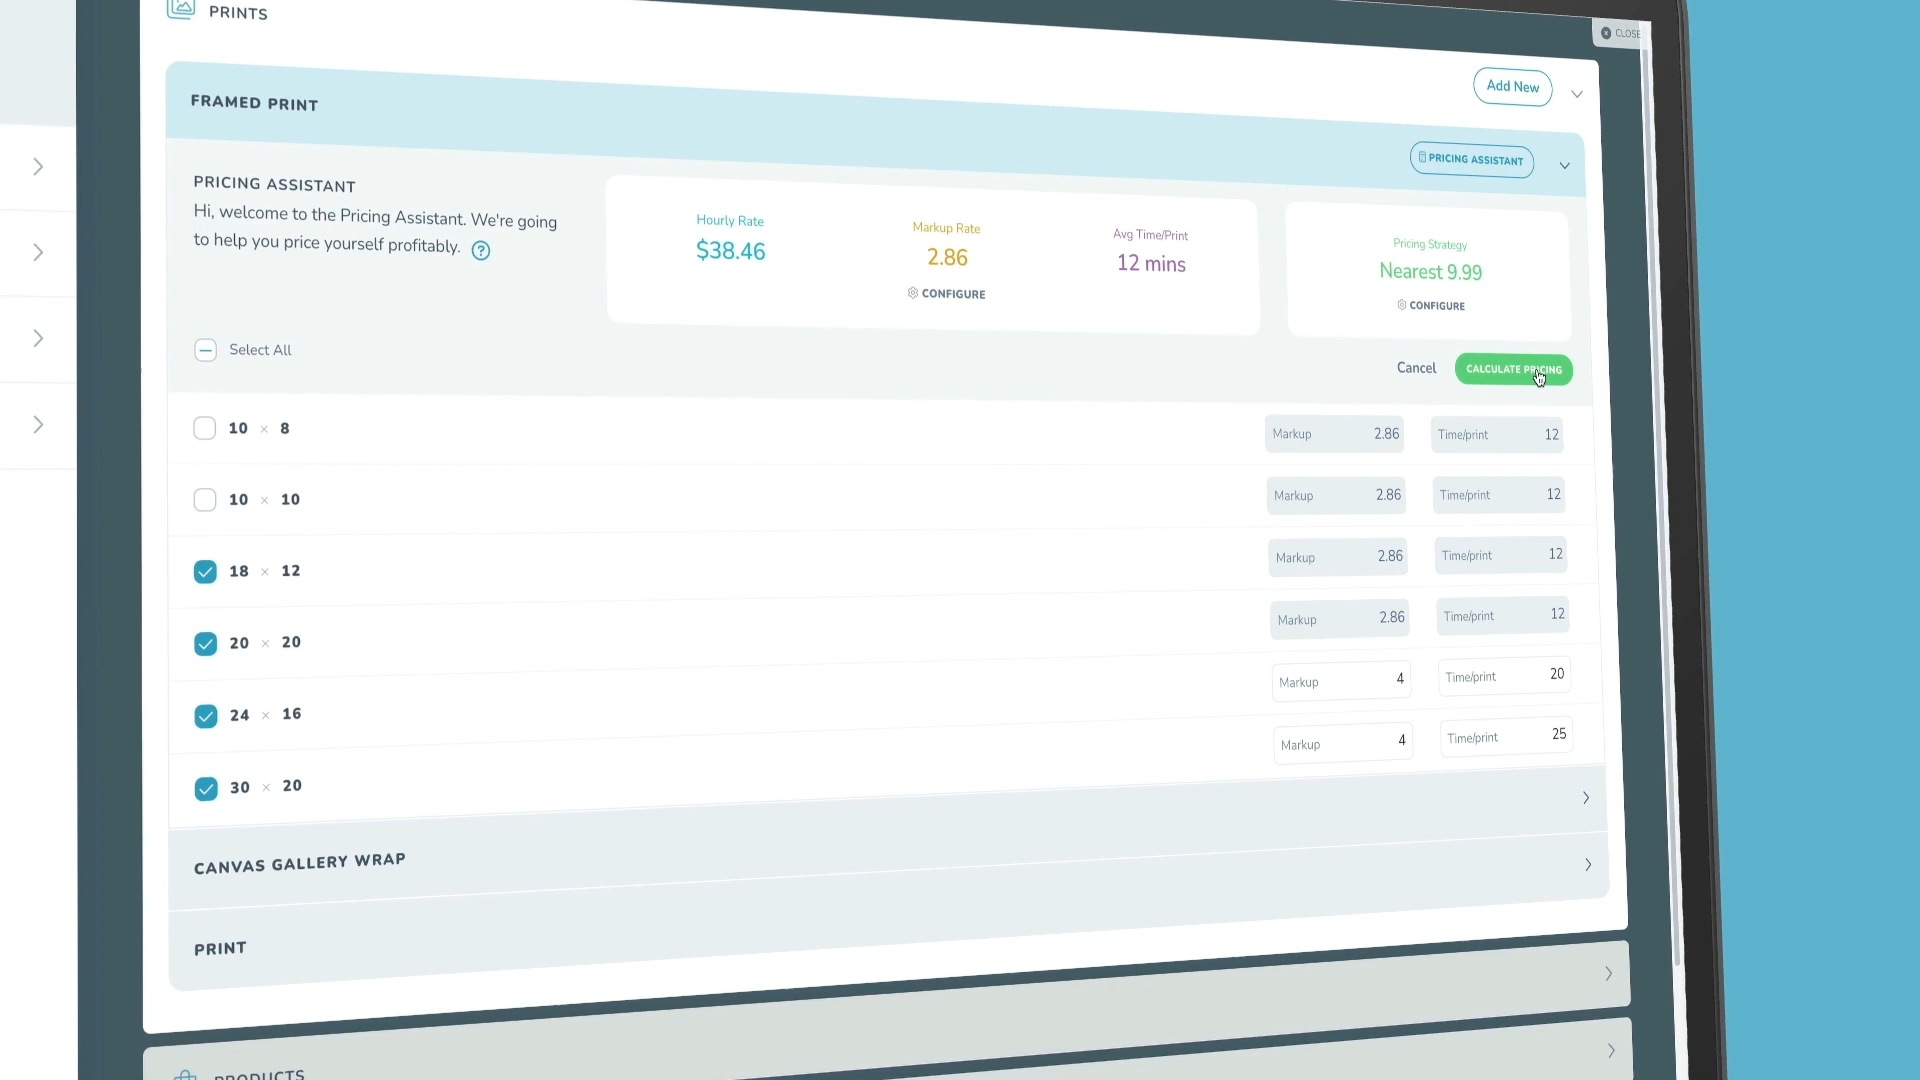 PRINTS
CLOSE
Add New
FRAMED PRINT
PRICING ASSISTANT
PRICING ASSISTANT
Hi, welcome to the Pricing Assistant. We're going
to help you price yourself profitably. ?
Hourly Rate
$38.46
Markup Rate
2.86
CONFIGURE
Avg Time/Print
12 mins
Pricing Strategy
Nearest 9.99
CONFIGURE
Select All
Cancel
CALCULATE PRICING
10 × 8
Markup 2.86 Time/print 12
10 × 10
Markup 2.86 Time/print 12
18 × 12
Markup 2.86 Time/print 12
20 × 20
Markup 2.86 Time/print 12
24 × 16
Markup 4 Time/print 20
30 × 20
Markup 4 Time/print 25
CANVAS GALLERY WRAP
PRINT
PRODUCTS